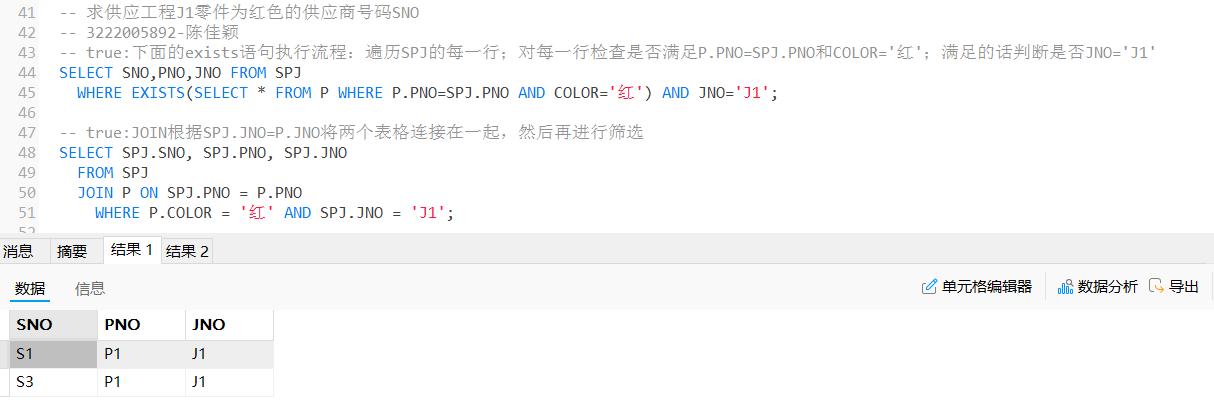 41 -- 求供应工程J1零件为红色的供应商号码SNO
42 -- 3222005892-陈佳颖
43 -- true:下面的exists语句执行流程：遍历SPJ的每一行；对每一行检查是否满足P.PNO=SPJ.PNO和COLOR='红'；满足的话判断是否JNO='J1'
44 SELECT SNO,PNO,JNO FROM SPJ
45 WHERE EXISTS(SELECT * FROM P WHERE P.PNO=SPJ.PNO AND COLOR='红') AND JNO='J1';
46
47 -- true:JOIN根据SPJ.JNO=P.JNO将两个表格连接在一起，然后再进行筛选
48 SELECT SPJ.SNO, SPJ.PNO, SPJ.JNO
49 FROM SPJ
50 JOIN P ON SPJ.PNO = P.PNO
51 WHERE P.COLOR = '红' AND SPJ.JNO = 'J1';
52
消息 摘要 结果 1 结果 2
数据 信息 单元格编辑器 数据分析 导出
SNO PNO JNO
S1 P1 J1
S3 P1 J1